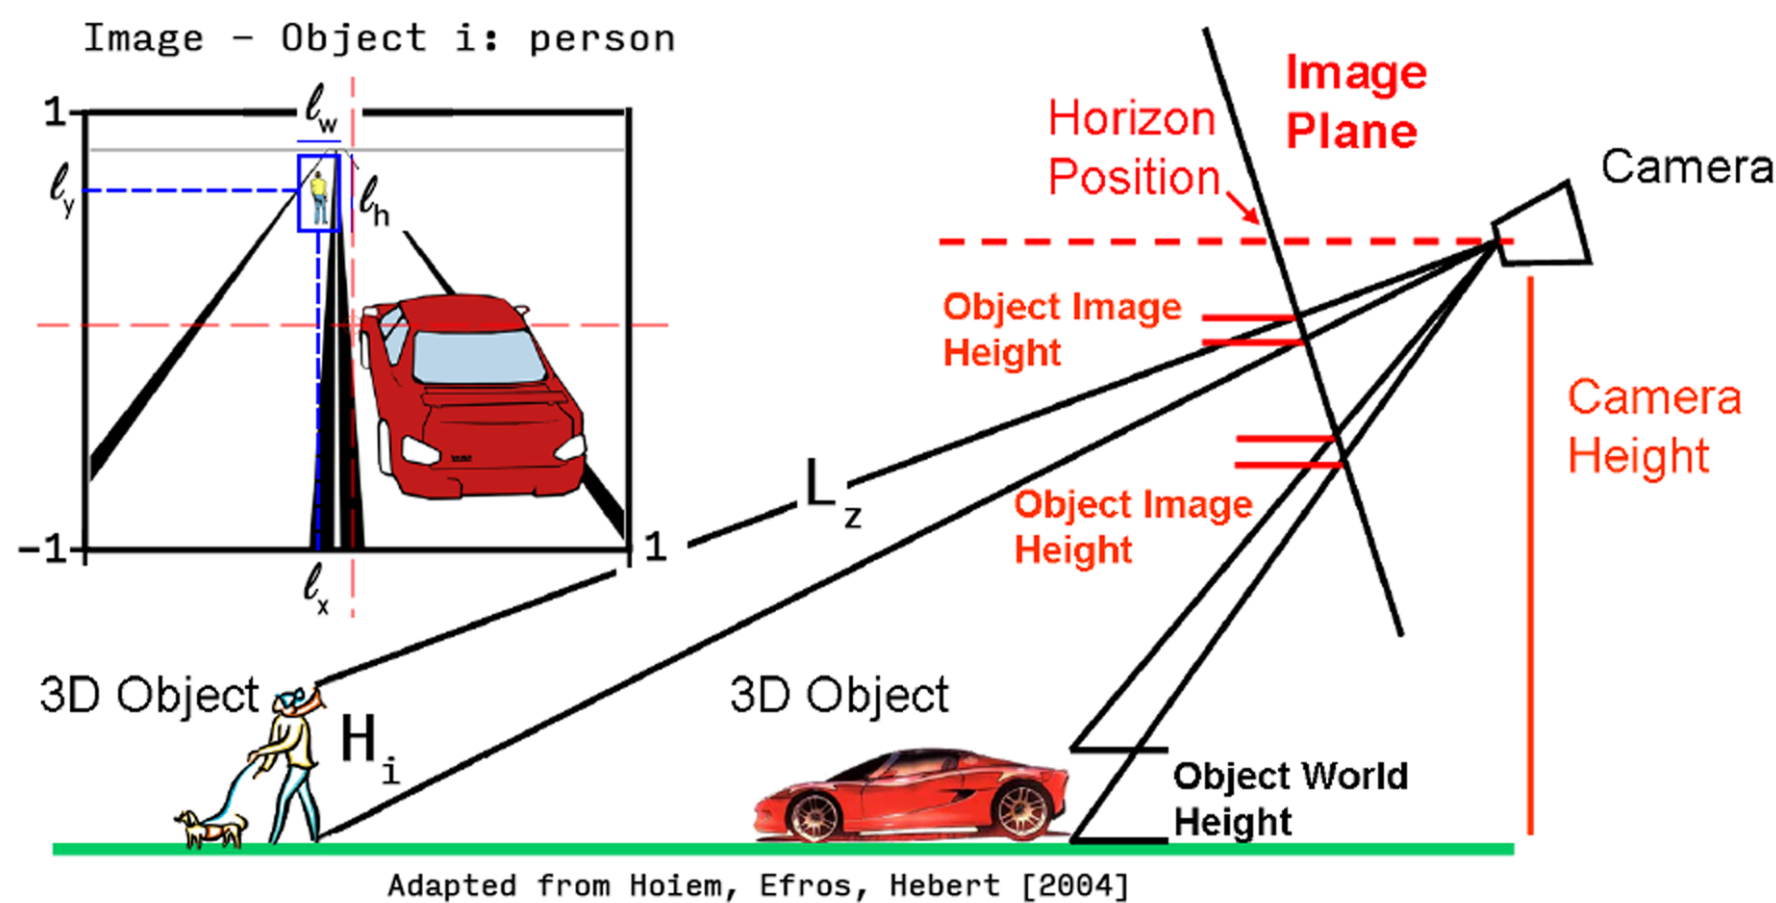 Image - Object i: person
1
ℓw
ℓy
ℓh
-1
1
ℓx
Horizon
Position
Image
Plane
Camera
Object Image
Height
Camera
Height
Lz
Object Image
Height
3D Object
Hi
3D Object
Object World
Height
Adapted from Hoiem, Efros, Hebert [2004]